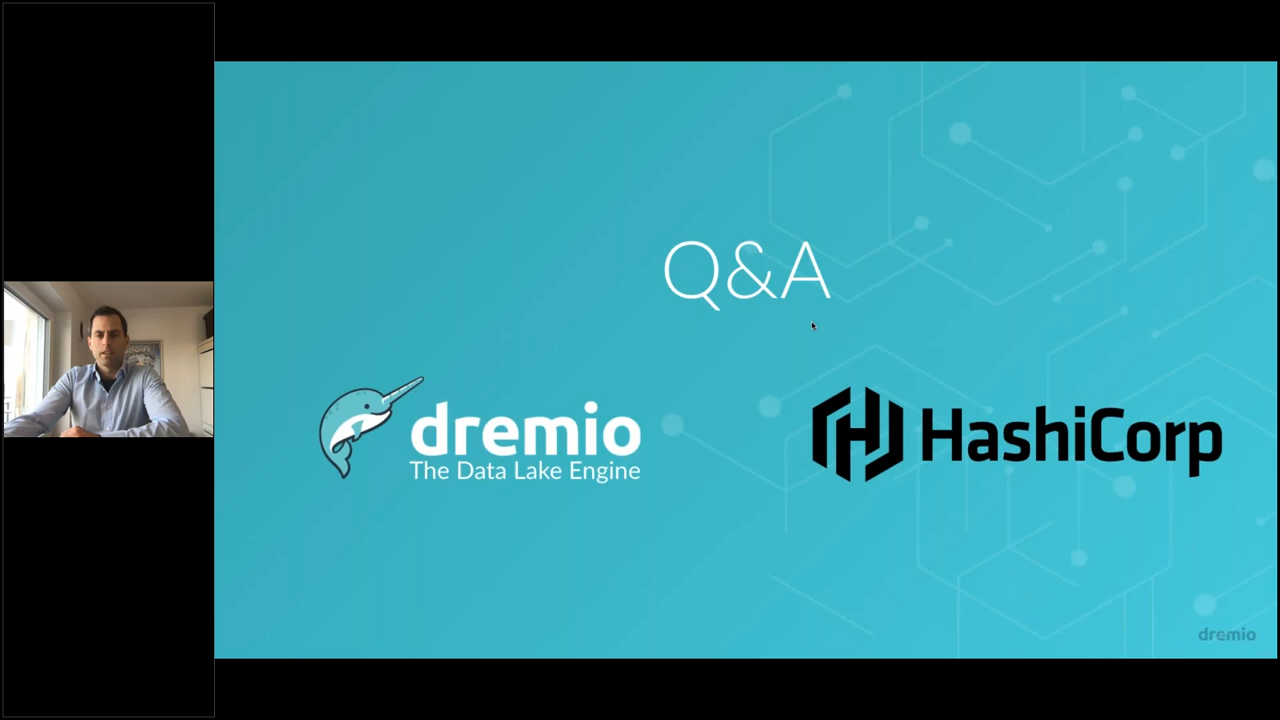 Q&A
dremio
The Data Lake Engine
HashiCorp
dremio